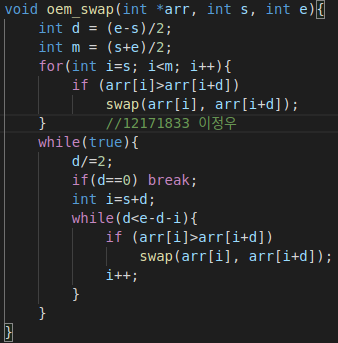 void oem_swap(int *arr, int s, int e){
    int d = (e-s)/2;
    int m = (s+e)/2;
    for(int i=s; i<m; i++){
        if (arr[i]>arr[i+d])
            swap(arr[i], arr[i+d]);
    }       //12171833 이정우
    while(true){
        d/=2;
        if(d==0) break;
        int i=s+d;
        while(d<e-d-i){
            if (arr[i]>arr[i+d])
                swap(arr[i], arr[i+d]);
            i++;
        }
    }
}